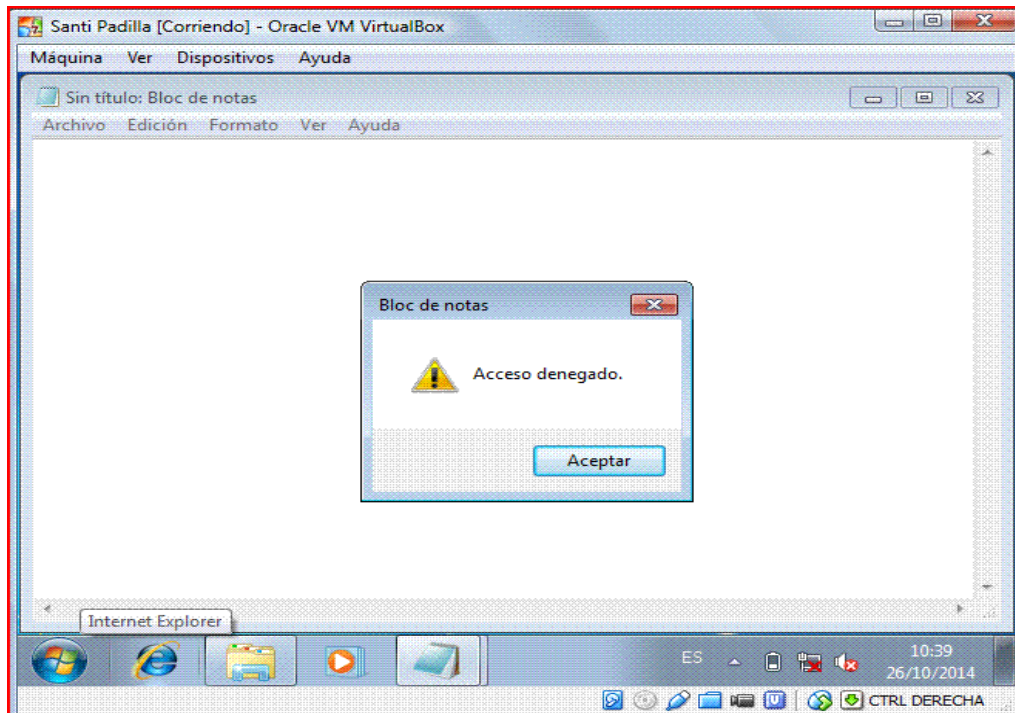 Santi Padilla [Corriendo] - Oracle VM VirtualBox
Máquina Ver Dispositivos Ayuda
Sin título: Bloc de notas
Archivo Edición Formato Ver Ayuda
Bloc de notas
Acceso denegado.
Aceptar
Internet Explorer
ES
10:39
26/10/2014
CTRL DERECHA